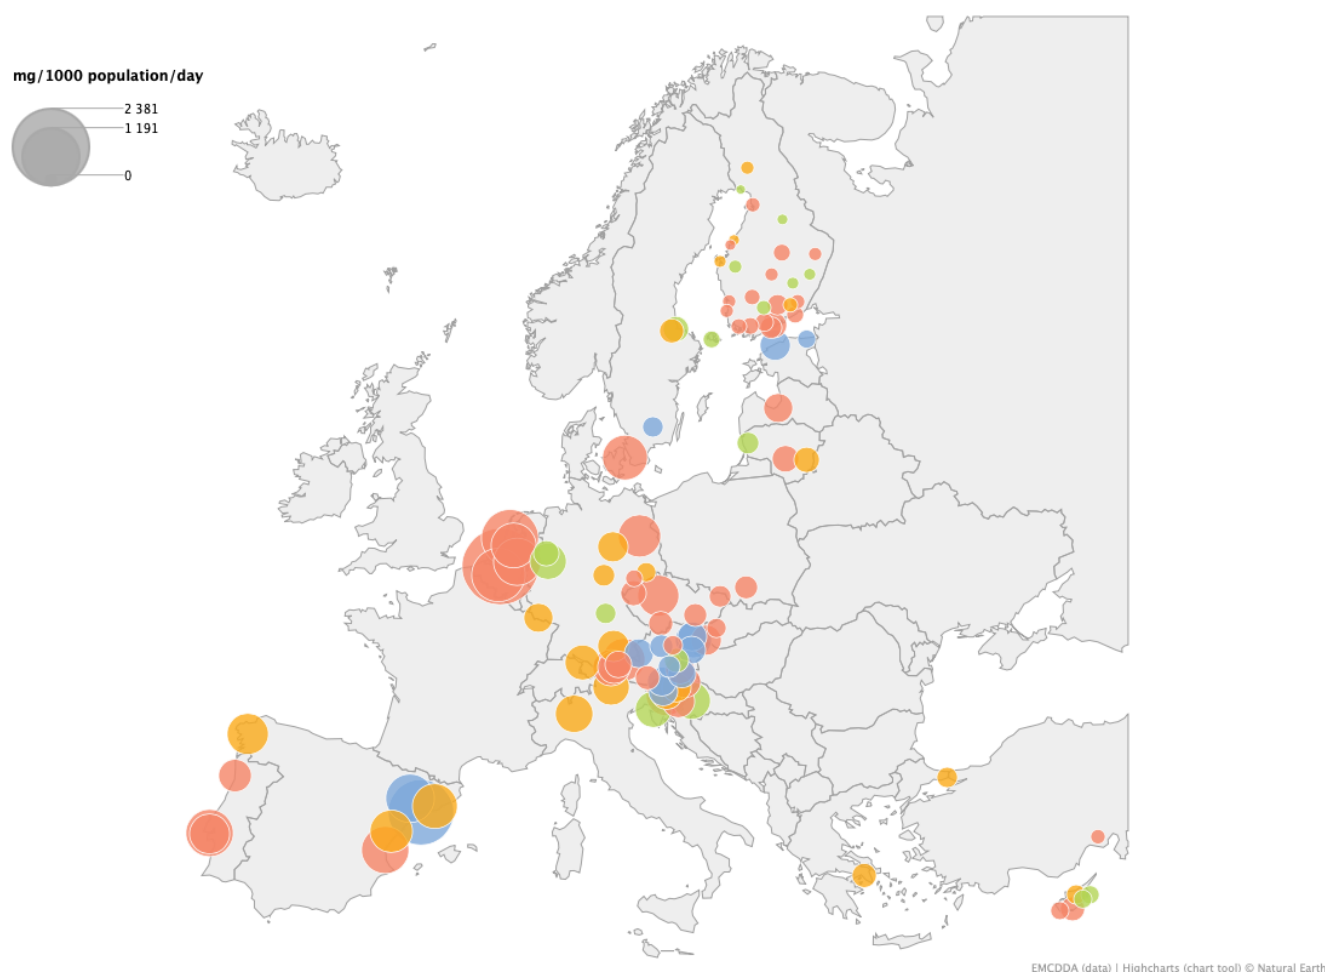 mg/1000 population/day
2 381
1 191
0
EMCDDA (data) | Highcharts (chart tool) © Natural Earth